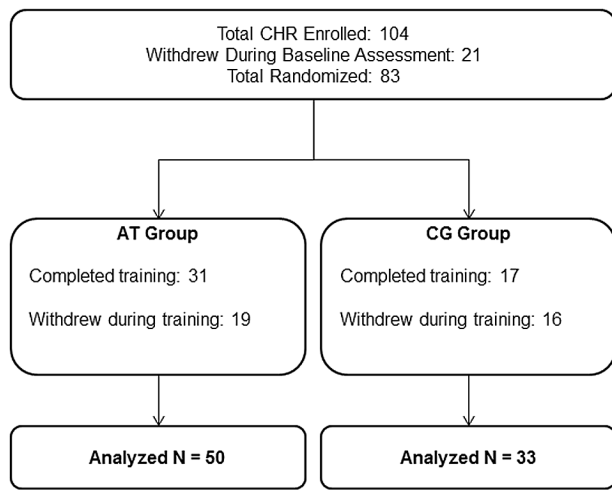 Total CHR Enrolled: 104
Withdrew During Baseline Assessment: 21
Total Randomized: 83
AT Group
Completed training: 31
Withdrew during training: 19
CG Group
Completed training: 17
Withdrew during training: 16
Analyzed N = 50
Analyzed N = 33